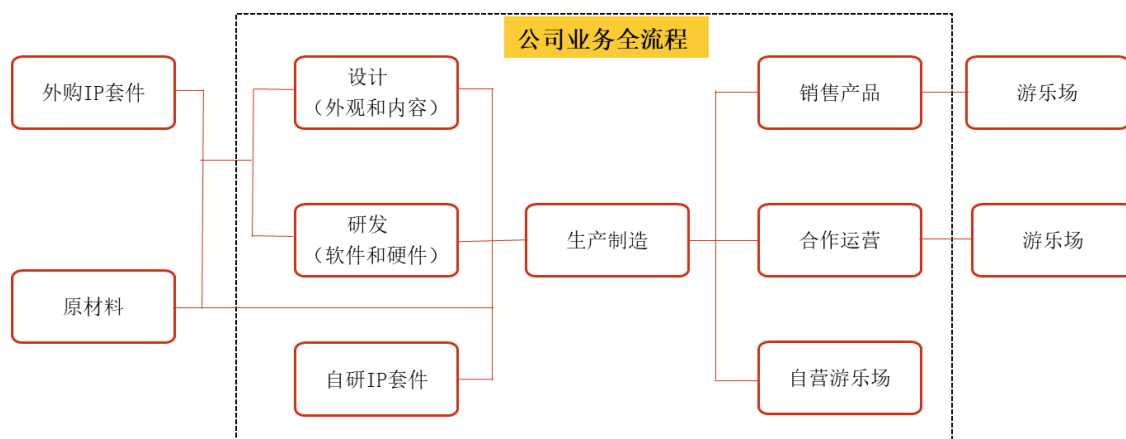 公司业务全流程
外购IP套件
设计
（外观和内容）
销售产品
游乐场
研发
（软件和硬件）
生产制造
合作运营
游乐场
原材料
自研IP套件
自营游乐场